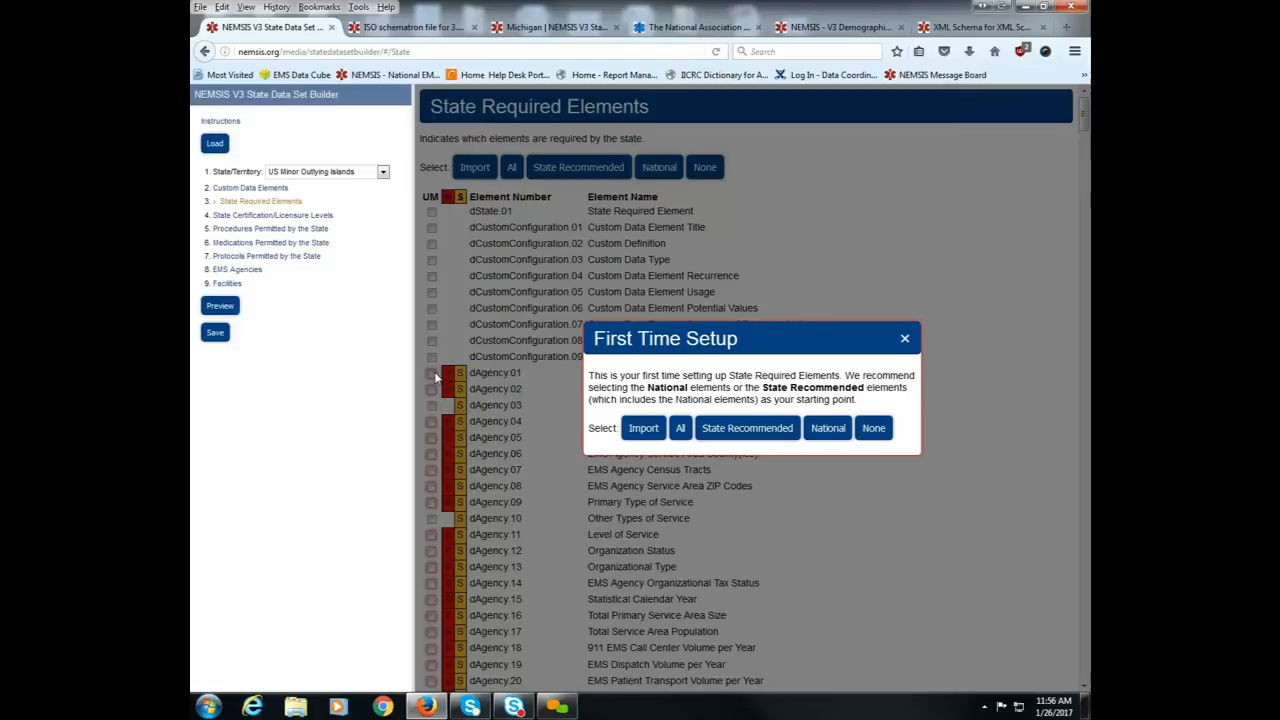 File Edit View History Bookmarks Tools Help
NEMSIS V3 State Data Set ... ISO schematron file for 3... Michigan | NEMSIS V3 Sta... The National Association ... NEMSIS - V3 Demographi... XML Schema for XML Sc...
nemsis.org/media/statedatasetbuilder/#/State Search 2
Most Visited EMS Data Cube NEMSIS - National EM... Home Help Desk Port... Home - Report Mana... IICRC Dictionary for A... Log In - Data Coordin... NEMSIS Message Board
NEMSIS V3 State Data Set Builder
Instructions
Load
1. State/Territory: US Minor Outlying Islands
2. Custom Data Elements
3. › State Required Elements
4. State Certification/Licensure Levels
5. Procedures Permitted by the State
6. Medications Permitted by the State
7. Protocols Permitted by the State
8. EMS Agencies
9. Facilities
Preview
Save
State Required Elements
Indicates which elements are required by the state.
Select: Import All State Recommended National None
UM S Element Number Element Name
dState.01 State Required Element
dCustomConfiguration.01 Custom Data Element Title
dCustomConfiguration.02 Custom Definition
dCustomConfiguration.03 Custom Data Type
dCustomConfiguration.04 Custom Data Element Recurrence
dCustomConfiguration.05 Custom Data Element Usage
dCustomConfiguration.06 Custom Data Element Potential Values
dCustomConfiguration.07
dCustomConfiguration.08
dCustomConfiguration.09
S dAgency.01
S dAgency.02
S dAgency.03
S dAgency.04
S dAgency.05
S dAgency.06
S dAgency.07 EMS Agency Census Tracts
S dAgency.08 EMS Agency Service Area ZIP Codes
S dAgency.09 Primary Type of Service
S dAgency.10 Other Types of Service
S dAgency.11 Level of Service
S dAgency.12 Organization Status
S dAgency.13 Organizational Type
S dAgency.14 EMS Agency Organizational Tax Status
S dAgency.15 Statistical Calendar Year
S dAgency.16 Total Primary Service Area Size
S dAgency.17 Total Service Area Population
S dAgency.18 911 EMS Call Center Volume per Year
S dAgency.19 EMS Dispatch Volume per Year
S dAgency.20 EMS Patient Transport Volume per Year
First Time Setup ×
This is your first time setting up State Required Elements. We recommend
selecting the National elements or the State Recommended elements
(which includes the National elements) as your starting point.
Select: Import All State Recommended National None
11:56 AM
1/26/2017